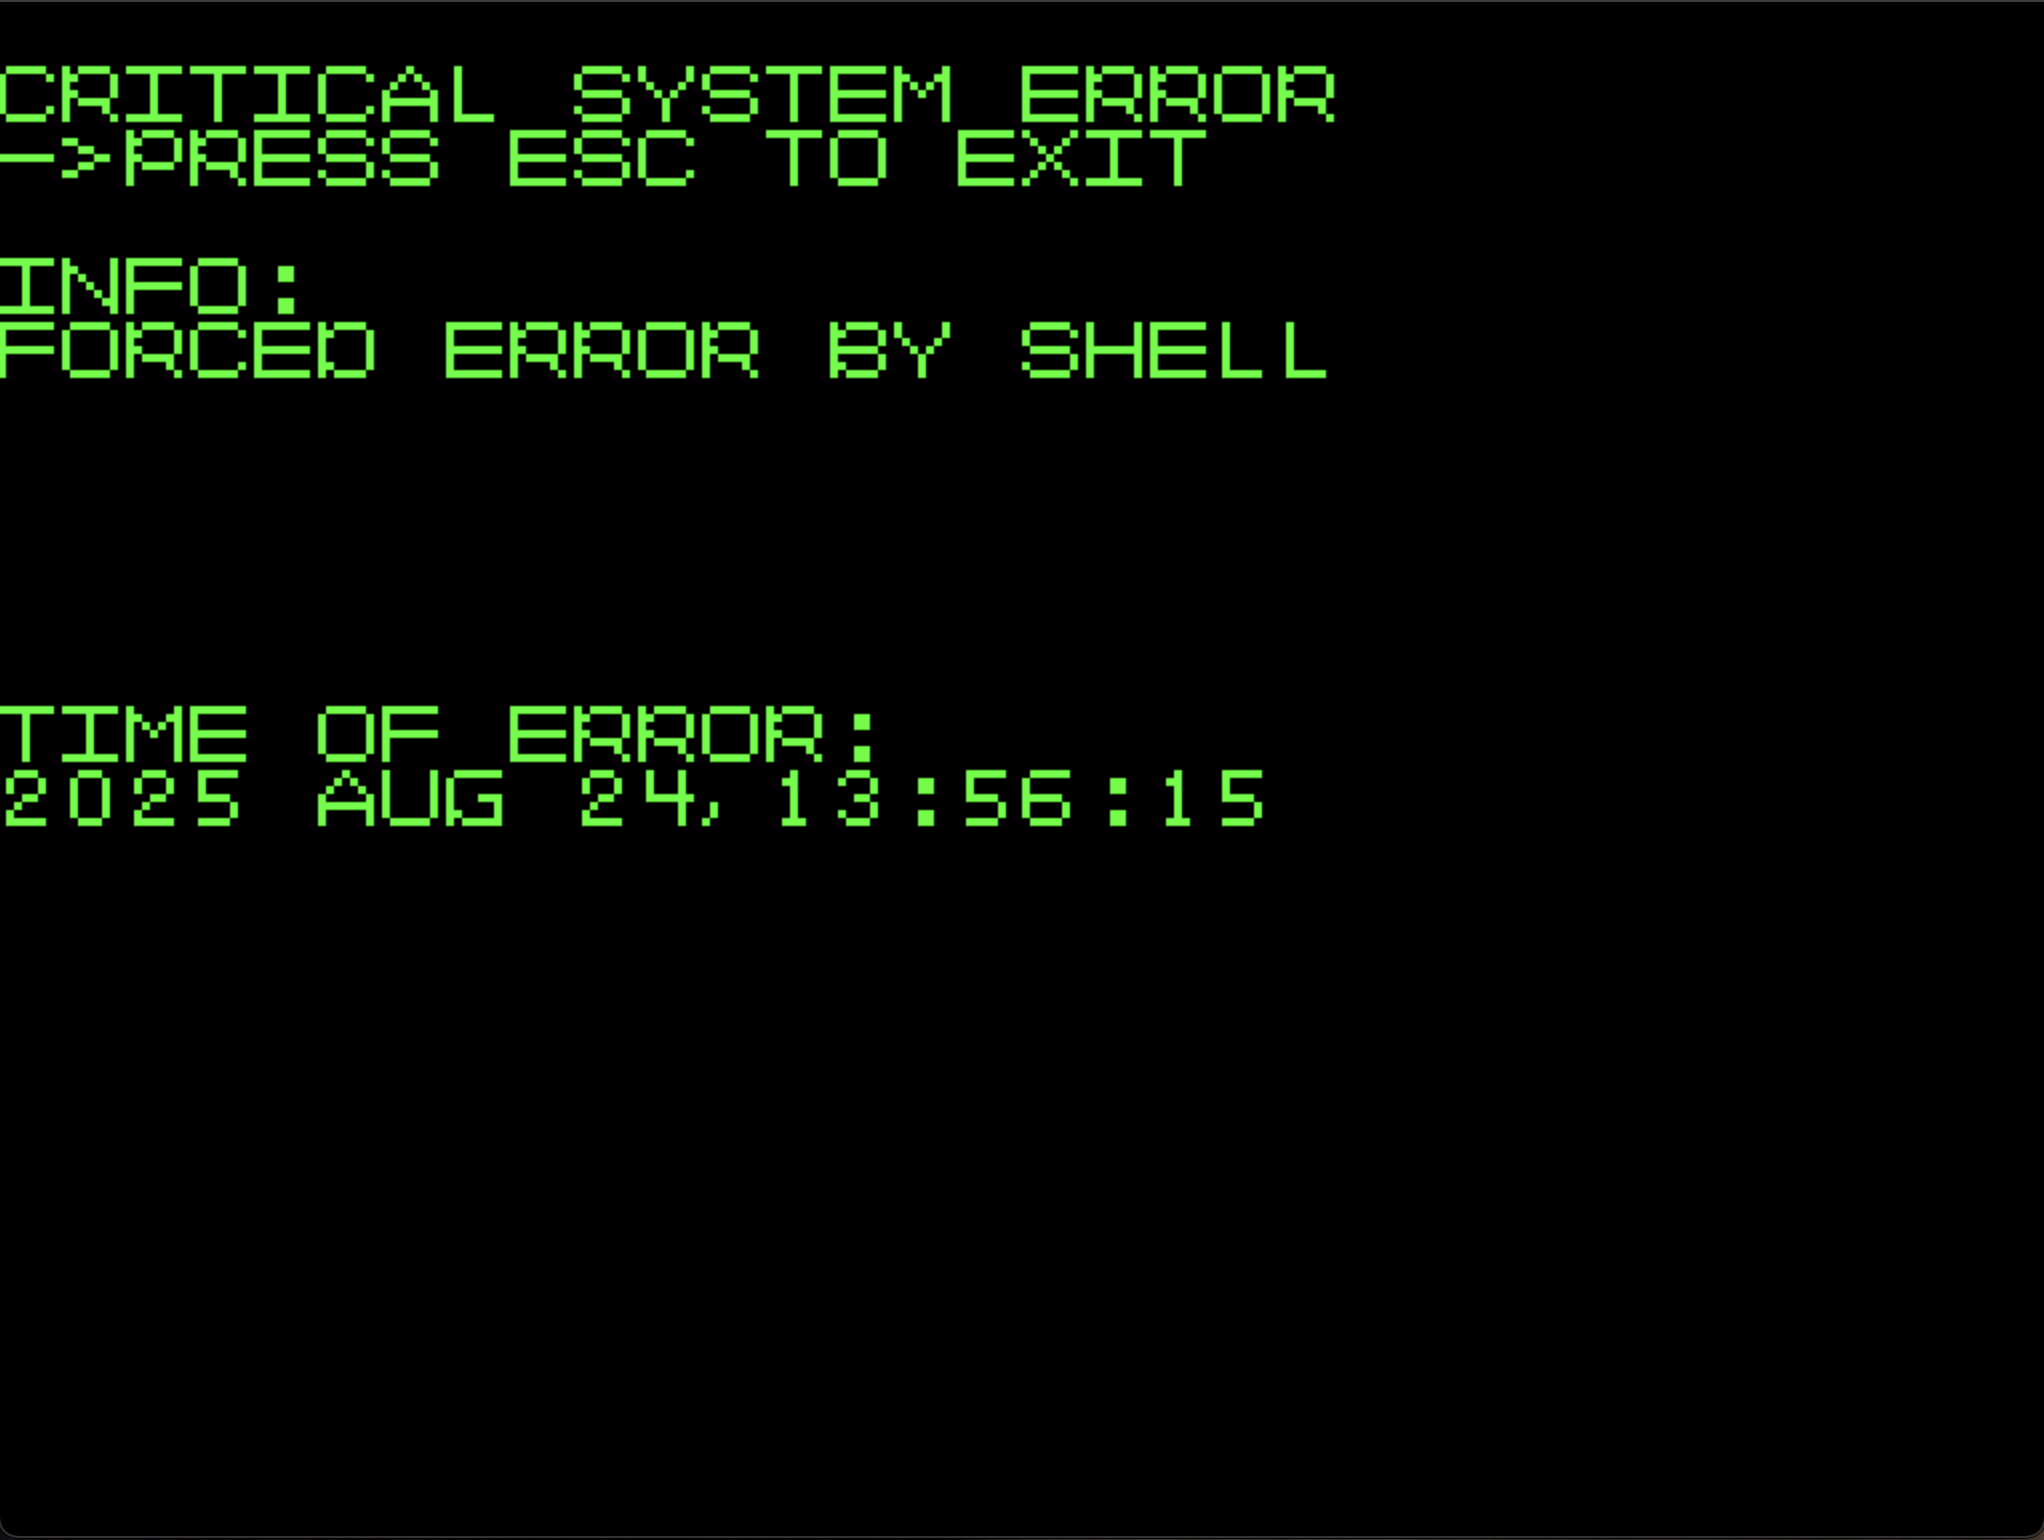 CRITICAL SYSTEM ERROR
->PRESS ESC TO EXIT
INFO:
FORCED ERROR BY SHELL
TIME OF ERROR:
2025 AUG 24, 13:56:15